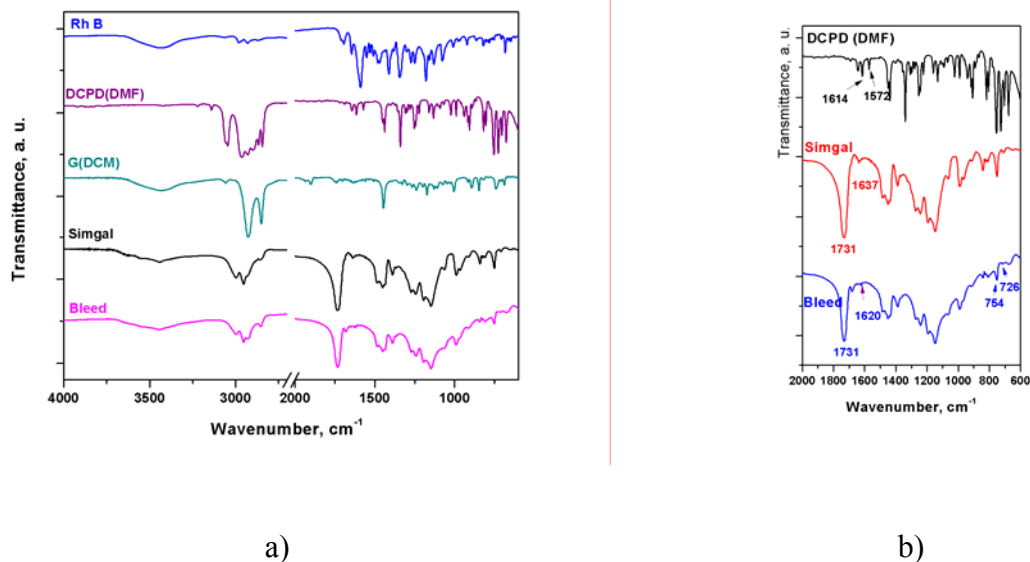 Rh B
DCPD(DMF)
G(DCM)
Simgal
Bleed
Transmittance, a. u.
4000
3500
3000
2000
1500
1000
Wavenumber, cm⁻¹
a)
DCPD (DMF)
1614
1572
Simgal
1637
1731
Bleed
1620
1731
754
726
Transmittance, a. u.
2000
1800
1600
1400
1200
1000
800
600
Wavenumber, cm⁻¹
b)